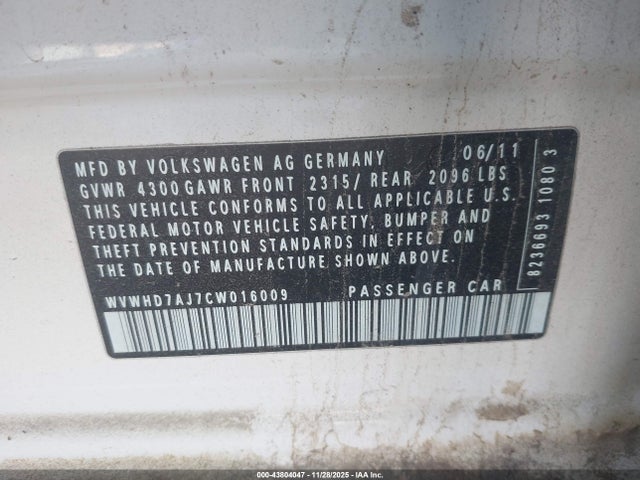 MFD BY VOLKSWAGEN AG GERMANY 06/11
GVWR 4300 GAWR FRONT 2315/ REAR 2096 LBS
THIS VEHICLE CONFORMS TO ALL APPLICABLE U.S.
FEDERAL MOTOR VEHICLE SAFETY, BUMPER AND
THEFT PREVENTION STANDARDS IN EFFECT ON
THE DATE OF MANUFACTURE SHOWN ABOVE.
WVWHD7AJ7CW016009 PASSENGER CAR
8236693 1080 3
000-43804047 | 11/28/2025 | IAA Inc.